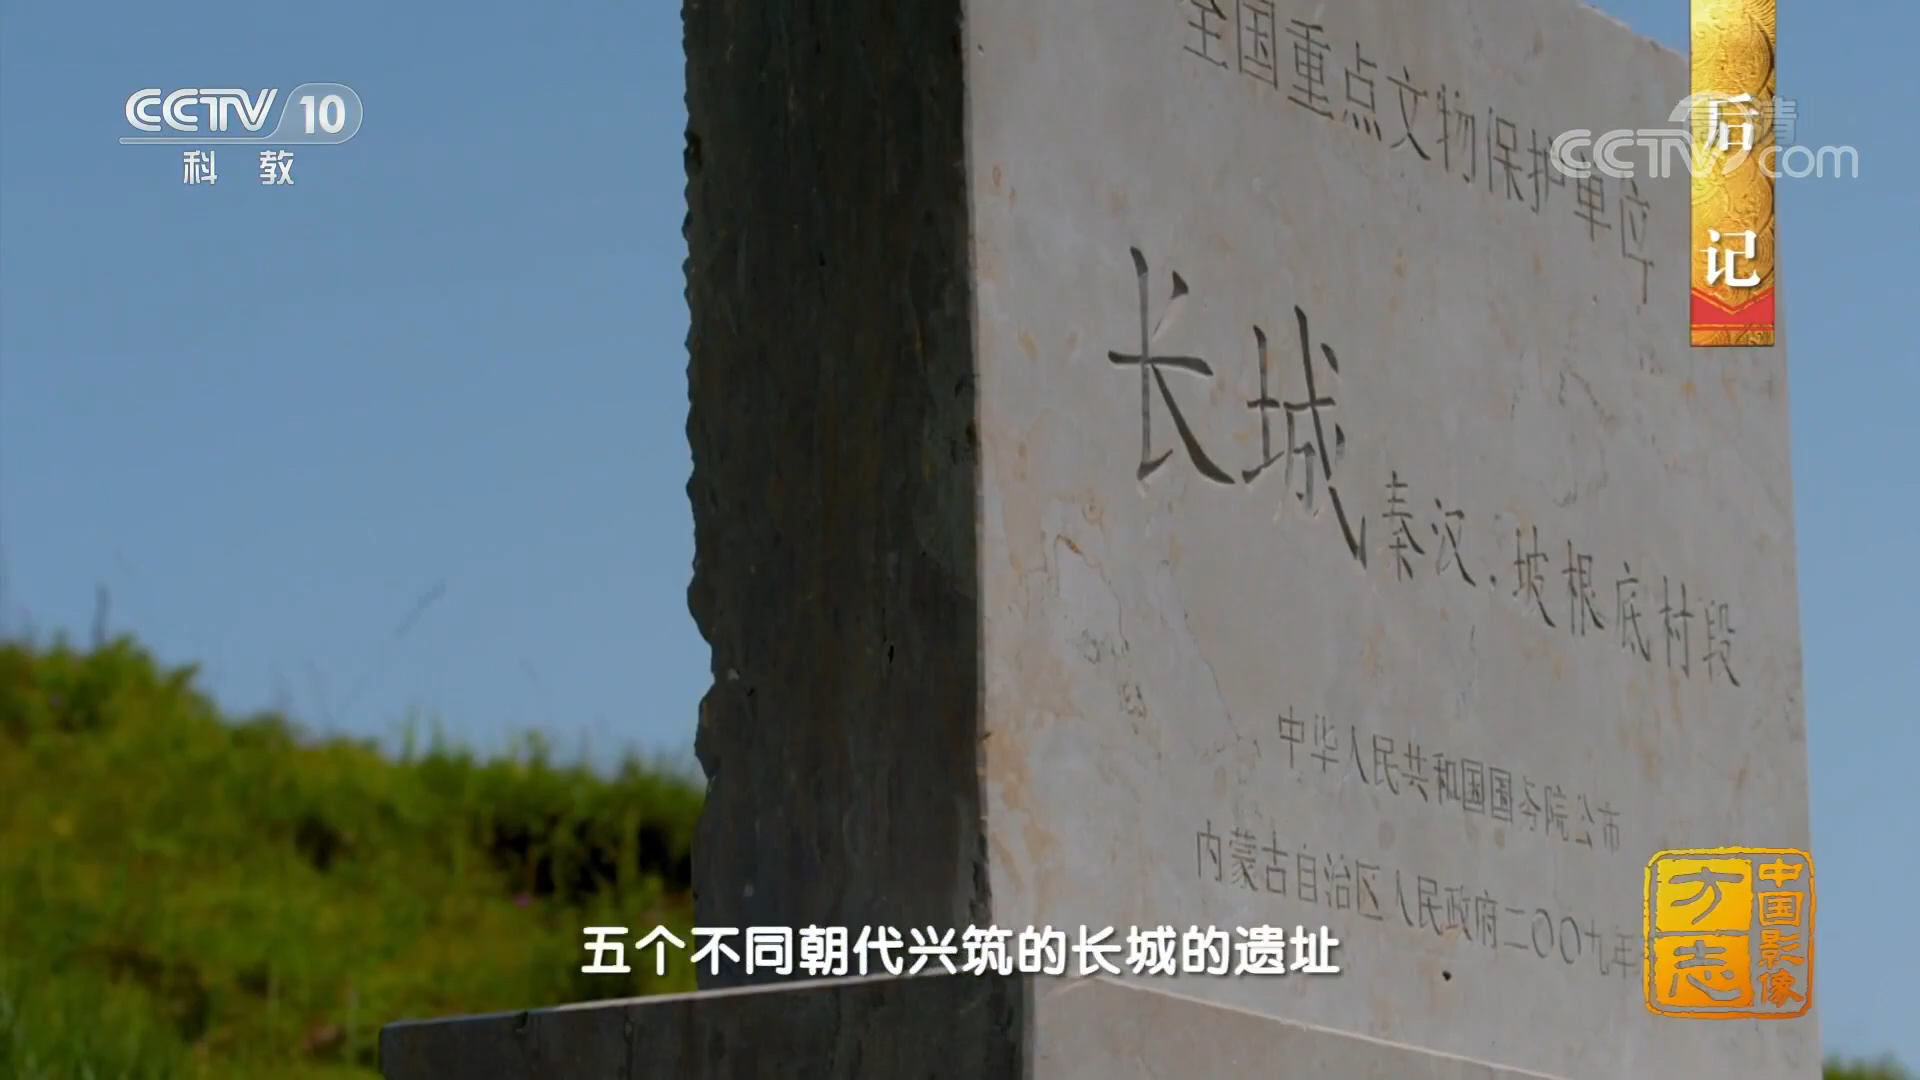 CCTV 10
科 教
高清
CCTV.com
后记
全国重点文物保护单位
长城 秦汉.坡根底村段
中华人民共和国国务院公布
内蒙古自治区人民政府二〇〇九年
五个不同朝代兴筑的长城的遗址
中国影像
方志